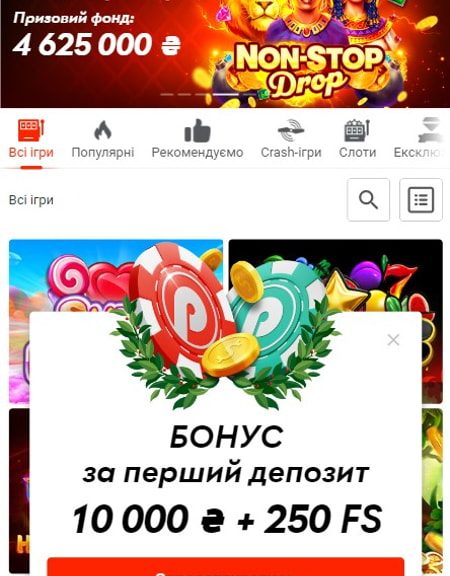 Призовий фонд:
4 625 000 ₴
NON-STOP
Drop
Всі ігри
Популярні
Рекомендуємо
Crash-ігри
Слоти
Всі ігри
P
P
БОНУС
за перший депозит
10 000 ₴ + 250 FS